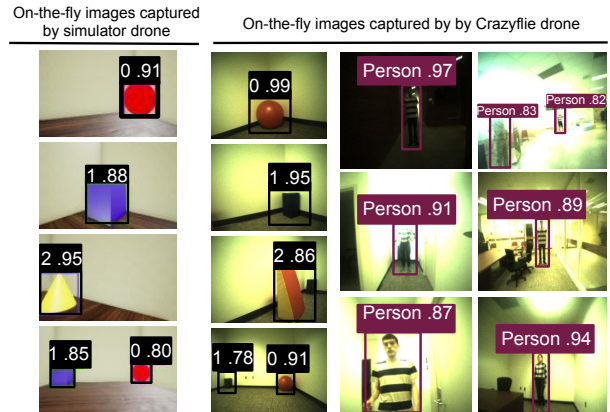 On-the-fly images captured
by simulator drone
On-the-fly images captured by by Crazyflie drone
0 .91
1 .88
2 .95
1 .85
0 .80
0 .99
1 .95
2 .86
1 .78
0 .91
Person .97
Person .91
Person .87
Person .83
Person .82
Person .89
Person .94